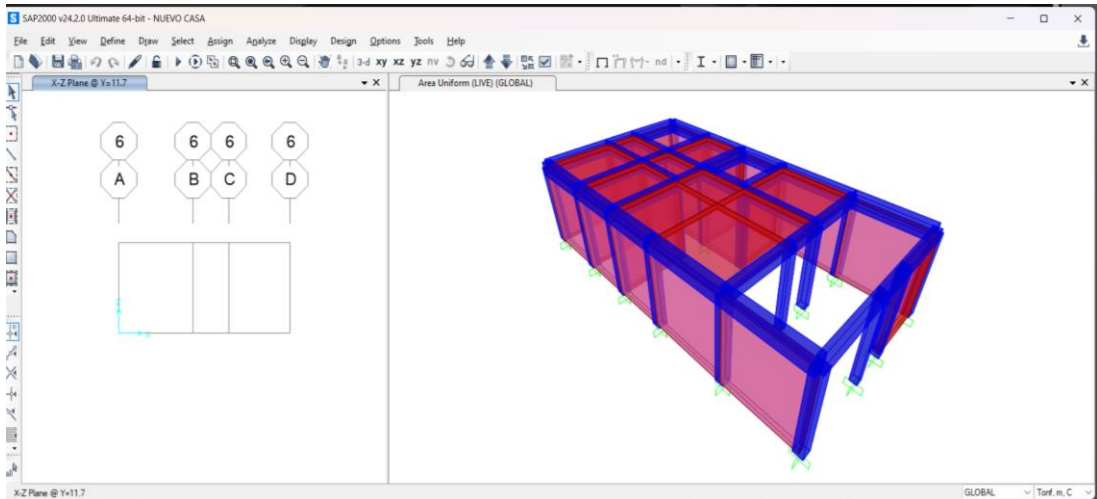 SAP2000 v24.2.0 Ultimate 64-bit - NUEVO CASA
File Edit View Define Draw Select Assign Analyze Display Design Options Tools Help
3-d xy xz yz nv
nd
X-Z Plane @ Y=11.7
Area Uniform (LIVE) (GLOBAL)
6 6 6 6
A B C D
Z
X
X-Z Plane @ Y=11.7
GLOBAL
Tonf, m, C